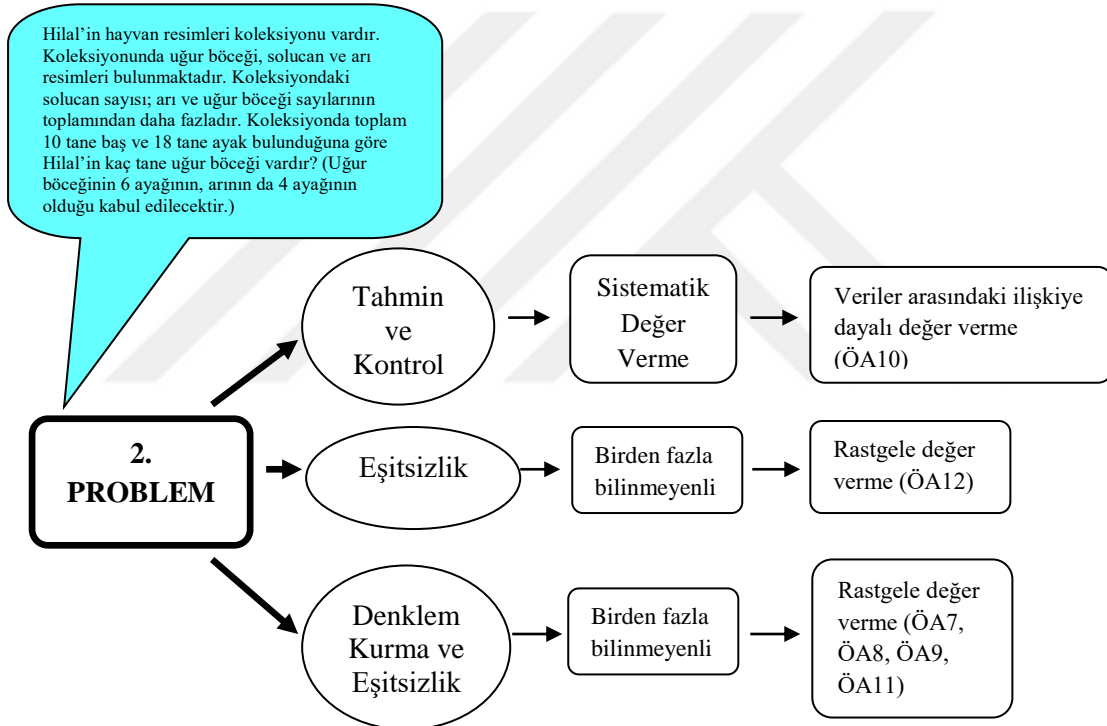 Hilal’in hayvan resimleri koleksiyonu vardır.
Koleksiyonunda uğur böceği, solucan ve arı
resimleri bulunmaktadır. Koleksiyondaki
solucan sayısı; arı ve uğur böceği sayılarının
toplamından daha fazladır. Koleksiyonda toplam
10 tane baş ve 18 tane ayak bulunduğuna göre
Hilal’in kaç tane uğur böceği vardır? (Uğur
böceğinin 6 ayağının, arının da 4 ayağının
olduğu kabul edilecektir.)
Tahmin
ve
Kontrol
Sistematik
Değer
Verme
Veriler arasındaki ilişkiye
dayalı değer verme
(ÖA10)
2.
PROBLEM
Eşitsizlik
Birden fazla
bilinmeyenli
Rastgele değer
verme (ÖA12)
Denklem
Kurma ve
Eşitsizlik
Birden fazla
bilinmeyenli
Rastgele değer
verme (ÖA7,
ÖA8, ÖA9,
ÖA11)